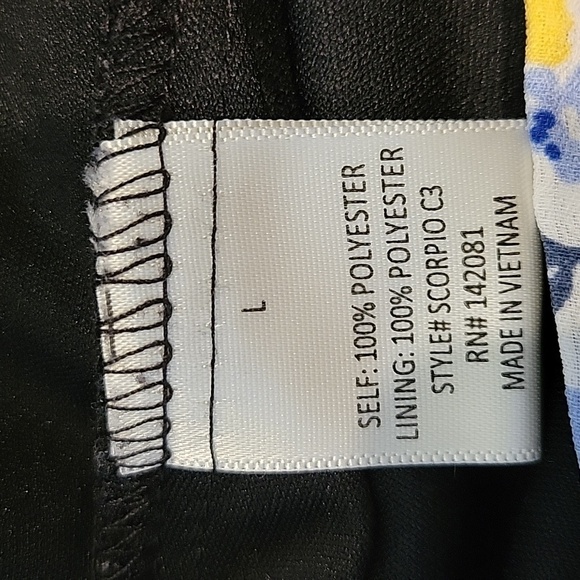 L
SELF: 100% POLYESTER
LINING: 100% POLYESTER
STYLE# SCORPIO C3
RN# 142081
MADE IN VIETNAM